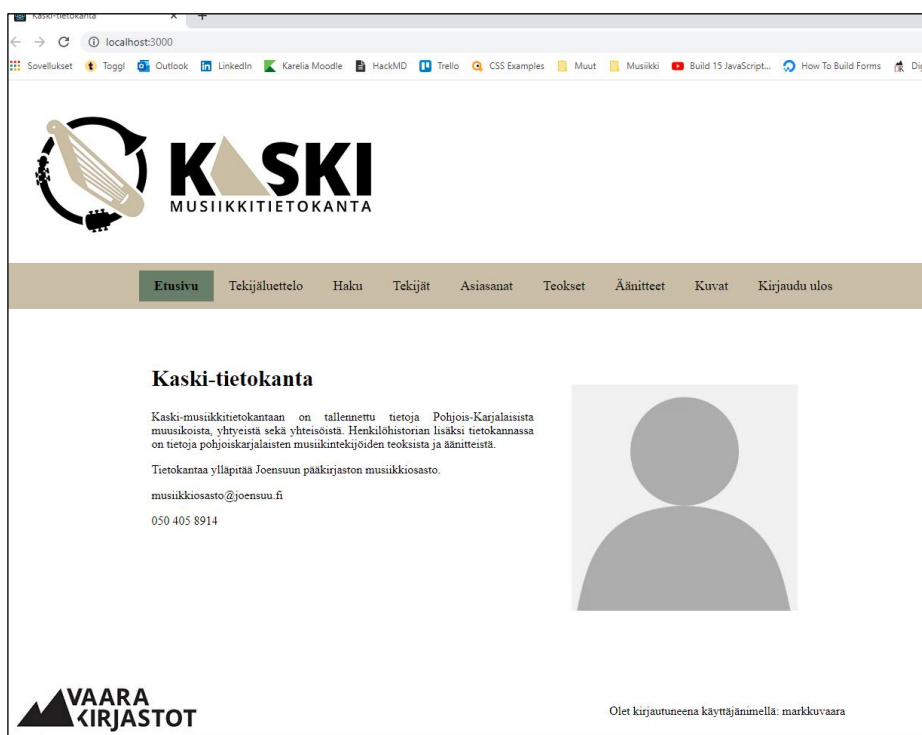 Kaski-tietokanta
localhost:3000
Sovellukset Toggl Outlook LinkedIn Karelia Moodle HackMD Trello CSS Examples Muut Musiikki Build 15 JavaScript... How To Build Forms Dig
KASKI
MUSIIKKITIETOKANTA
Etusivu Tekijäluettelo Haku Tekijät Asiasanat Teokset Äänitteet Kuvat Kirjaudu ulos
Kaski-tietokanta
Kaski-musiikkitietokantaan on tallennettu tietoja Pohjois-Karjalaisista
muusikoista, yhtyeistä sekä yhteisöistä. Henkilöhistorian lisäksi tietokannassa
on tietoja pohjoiskarjalaisten musiikintekijöiden teoksista ja äänitteistä.
Tietokantaa ylläpitää Joensuun pääkirjaston musiikkiosasto.
musiikkiosasto@joensuu.fi
050 405 8914
VAARA
KIRJASTOT
Olet kirjautuneena käyttäjänimellä: markkuvaara